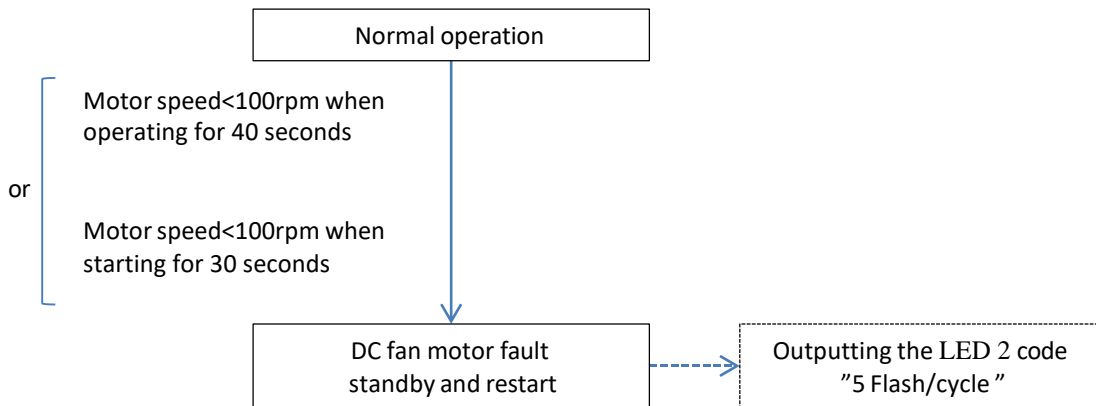 Normal operation
Motor speed<100rpm when
operating for 40 seconds
or
Motor speed<100rpm when
starting for 30 seconds
DC fan motor fault
standby and restart
Outputting the LED 2 code
”5 Flash/cycle ”